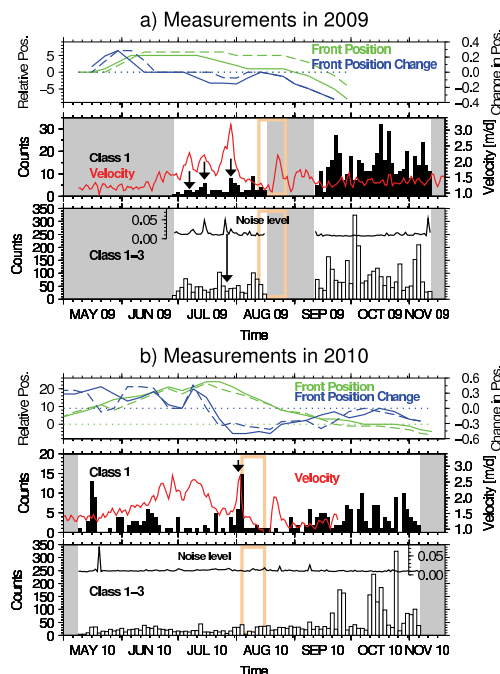 a) Measurements in 2009
Relative Pos.
5
0
−5
Front Position
Front Position Change
0.4
0.2
0.0
−0.2
−0.4
Change in Pos.
Counts
30
20
10
0
Class 1
Velocity
3.0
2.5
2.0
1.5
1.0
Velocity [m/d]
Counts
350
300
250
200
150
100
50
0
0.05
0.00
Noise level
Class 1−3
MAY 09 JUN 09 JUL 09 AUG 09 SEP 09 OCT 09 NOV 09
Time
b) Measurements in 2010
Relative Pos.
20
10
0
Front Position
Front Position Change
0.6
0.3
0.0
−0.3
−0.6
Change in Pos.
Counts
20
15
10
5
0
Class 1
Velocity
3.0
2.5
2.0
1.5
1.0
Velocity [m/d]
Counts
350
300
250
200
150
100
50
0
Noise level
0.05
0.00
Class 1−3
MAY 10 JUN 10 JUL 10 AUG 10 SEP 10 OCT 10 NOV 10
Time